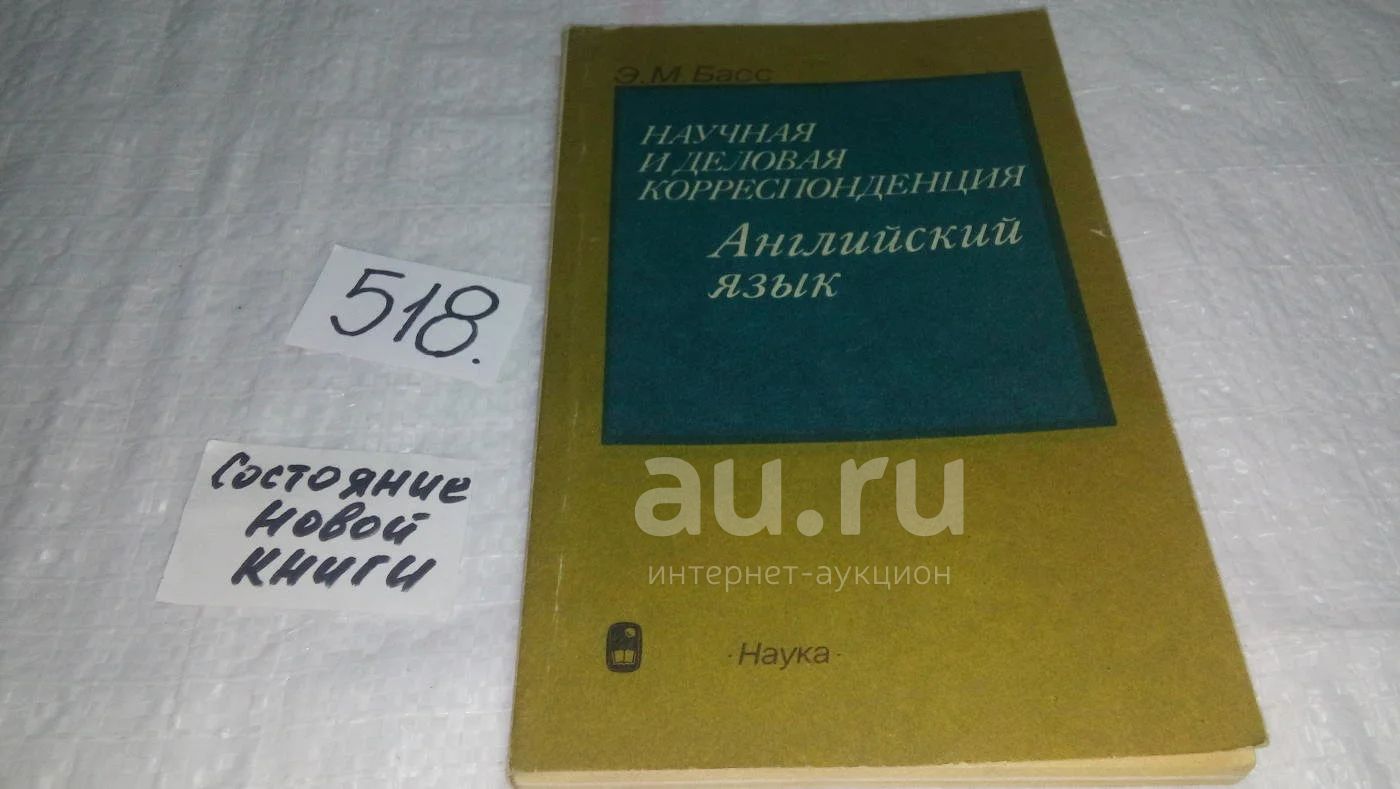 Э. М. Басс
НАУЧНАЯ
И ДЕЛОВАЯ
КОРРЕСПОНДЕНЦИЯ
Английский
язык
518.
Состояние
новой
книги
au.ru
интернет-аукцион
·Наука·